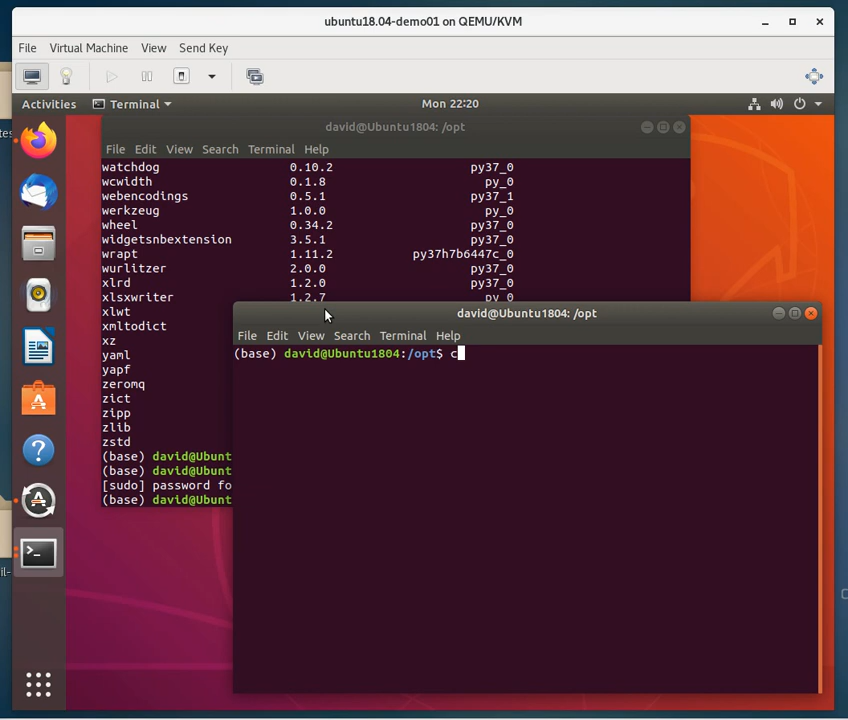 ubuntu18.04-demo01 on QEMU/KVM
File Virtual Machine View Send Key
Activities Terminal Mon 22:20
david@Ubuntu1804: /opt
File Edit View Search Terminal Help
watchdog 0.10.2 py37_0
wcwidth 0.1.8 py_0
webencodings 0.5.1 py37_1
werkzeug 1.0.0 py_0
wheel 0.34.2 py37_0
widgetsnbextension 3.5.1 py37_0
wrapt 1.11.2 py37h7b6447c_0
wurlitzer 2.0.0 py37_0
xlrd 1.2.0 py37_0
xlsxwriter 1.2.7 py_0
xlwt
xmltodict
xz
yaml
yapf
zeromq
zict
zipp
zlib
zstd
(base) david@Ubunt
(base) david@Ubunt
[sudo] password fo
(base) david@Ubunt
david@Ubuntu1804: /opt
File Edit View Search Terminal Help
(base) david@Ubuntu1804:/opt$ c